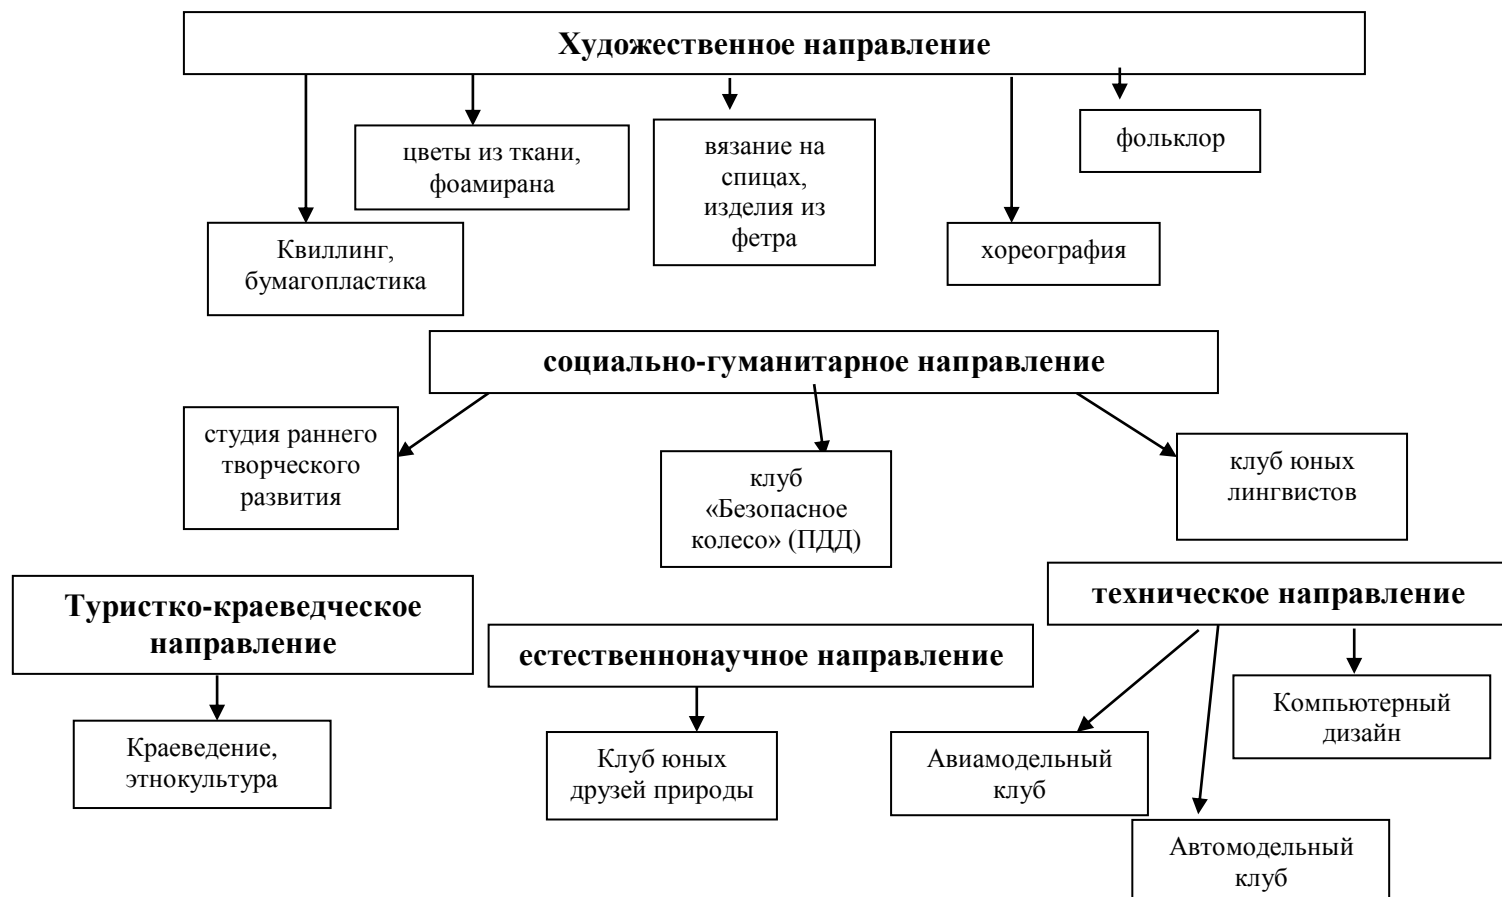 Художественное направление
цветы из ткани,
фоамирана
вязание на
спицах,
изделия из
фетра
фольклор
Квиллинг,
бумагопластика
хореография
социально-гуманитарное направление
студия раннего
творческого
развития
клуб
«Безопасное
колесо» (ПДД)
клуб юных
лингвистов
Туристко-краеведческое
направление
естественнонаучное направление
техническое направление
Краеведение,
этнокультура
Клуб юных
друзей природы
Авиамодельный
клуб
Компьютерный
дизайн
Автомодельный
клуб